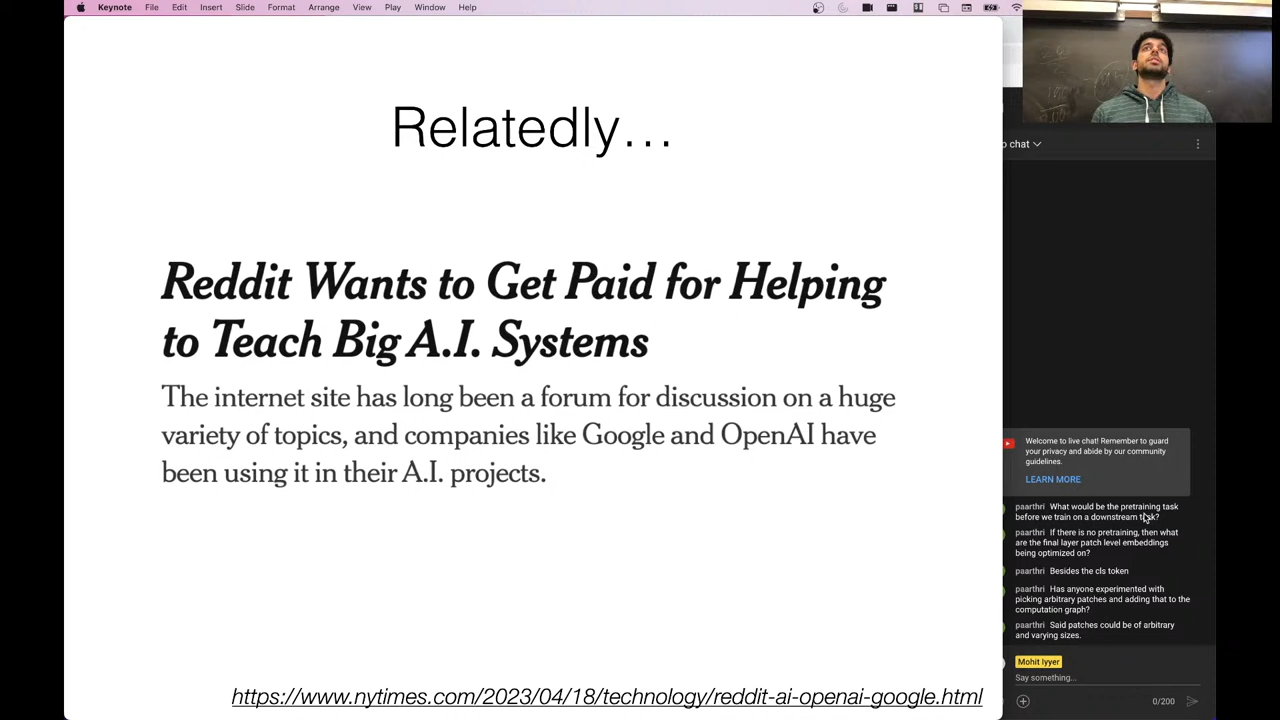 Keynote File Edit Insert Slide Format Arrange View Play Window Help
Relatedly…
Reddit Wants to Get Paid for Helping
to Teach Big A.I. Systems
The internet site has long been a forum for discussion on a huge
variety of topics, and companies like Google and OpenAI have
been using it in their A.I. projects.
https://www.nytimes.com/2023/04/18/technology/reddit-ai-openai-google.html
chat
Welcome to live chat! Remember to guard
your privacy and abide by our community
guidelines.
LEARN MORE
paarthri What would be the pretraining task
before we train on a downstream task?
paarthri If there is no pretraining, then what
are the final layer patch level embeddings
being optimized on?
paarthri Besides the cls token
paarthri Has anyone experimented with
picking arbitrary patches and adding that to the
computation graph?
paarthri Said patches could be of arbitrary
and varying sizes.
Mohit Iyyer
Say something...
0/200